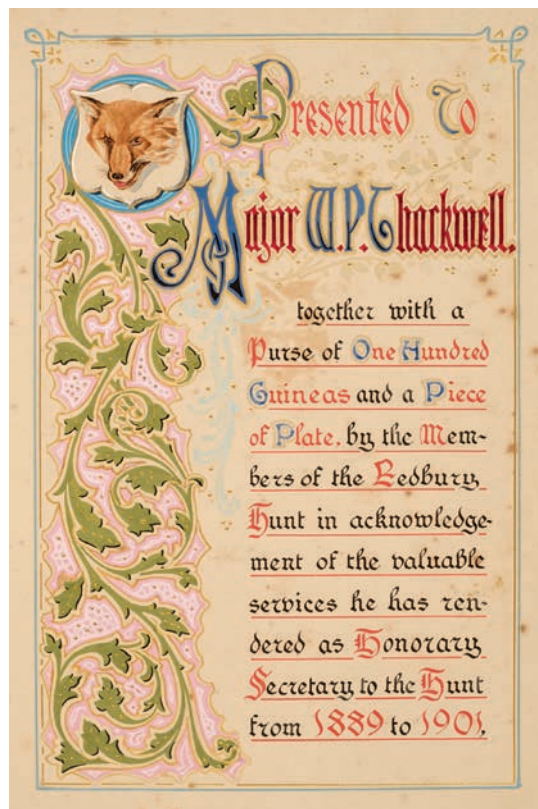 Presented To
Major W.P. Thackwell.
together with a
Purse of One Hundred
Guineas and a Piece
of Plate, by the Mem-
bers of the Ledbury
Hunt in acknowledge-
ment of the valuable
services he has ren-
dered as Honorary
Secretary to the Hunt
from 1889 to 1901.